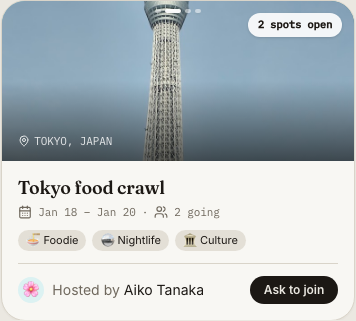 2 spots open
TOKYO, JAPAN
Tokyo food crawl
Jan 18 – Jan 20 · 2 going
🍜 Foodie 🍶 Nightlife 🏛️ Culture
Hosted by Aiko Tanaka Ask to join